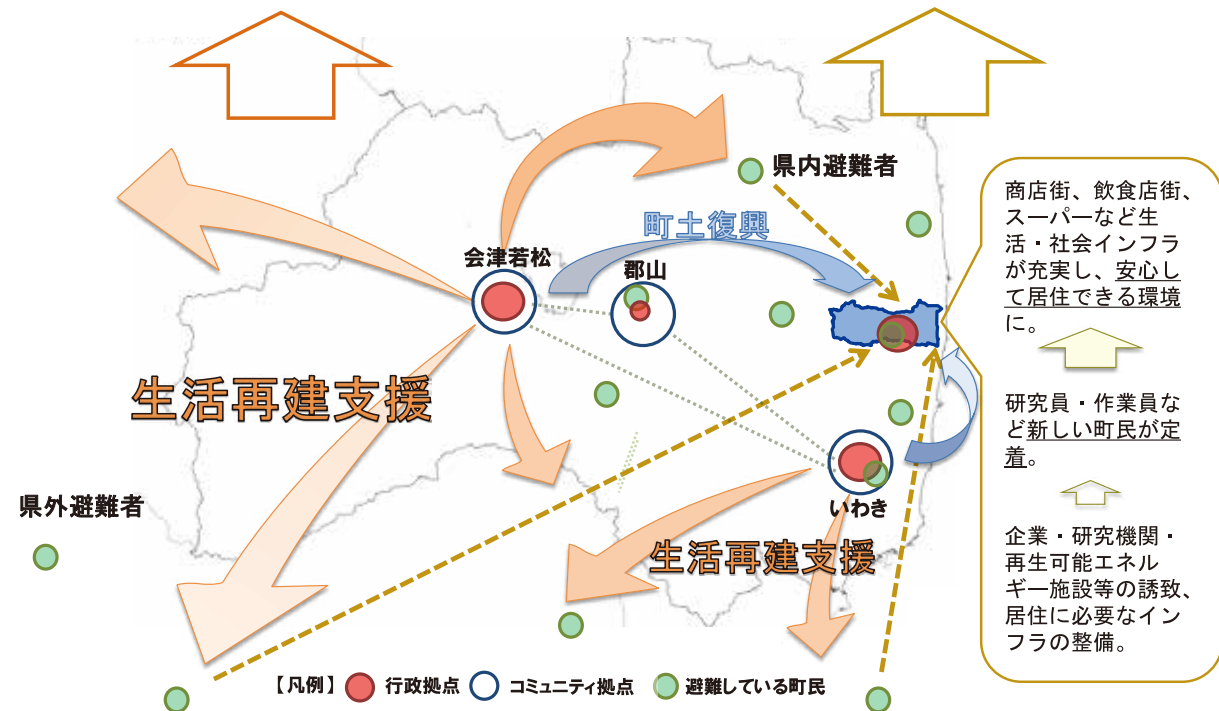 県内避難者
町土復興
会津若松
郡山
生活再建支援
県外避難者
いわき
生活再建支援
商店街、飲食店街、
スーパーなど生
活・社会インフラ
が充実し、安心し
て居住できる環境
に。
研究員・作業員な
ど新しい町民が定
着。
企業・研究機関・
再生可能エネル
ギー施設等の誘致、
居住に必要なイン
フラの整備。
【凡例】 行政拠点 コミュニティ拠点 避難している町民